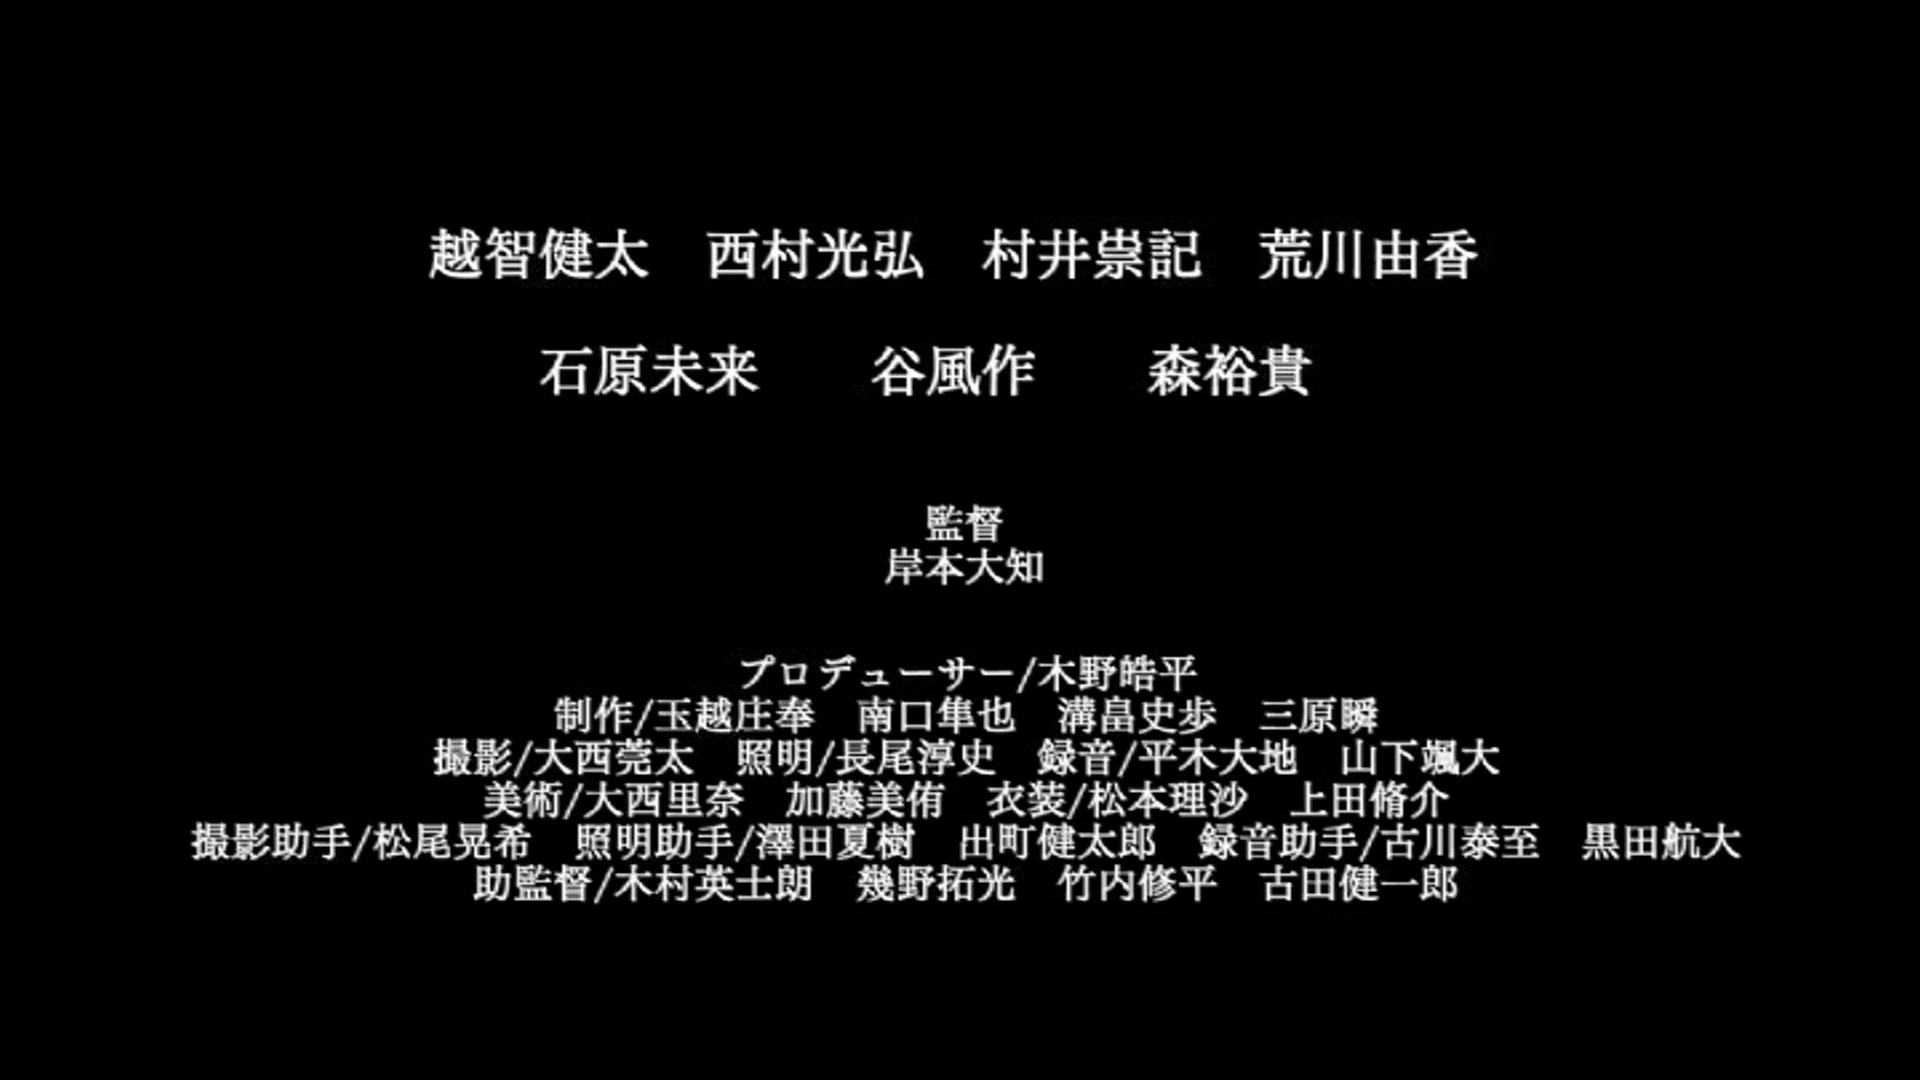 越智健太　西村光弘　村井祟記　荒川由香
石原未来　　谷風作　　森裕貴
監督
岸本大知
プロデューサー/木野皓平
制作/玉越庄奉　南口隼也　溝畠史歩　三原瞬
撮影/大西莞太　照明/長尾淳史　録音/平木大地　山下颯大
美術/大西里奈　加藤美侑　衣装/松本理沙　上田脩介
撮影助手/松尾晃希　照明助手/澤田夏樹　出町健太郎　録音助手/古川泰至　黒田航大
助監督/木村英士朗　幾野拓光　竹内修平　古田健一郎